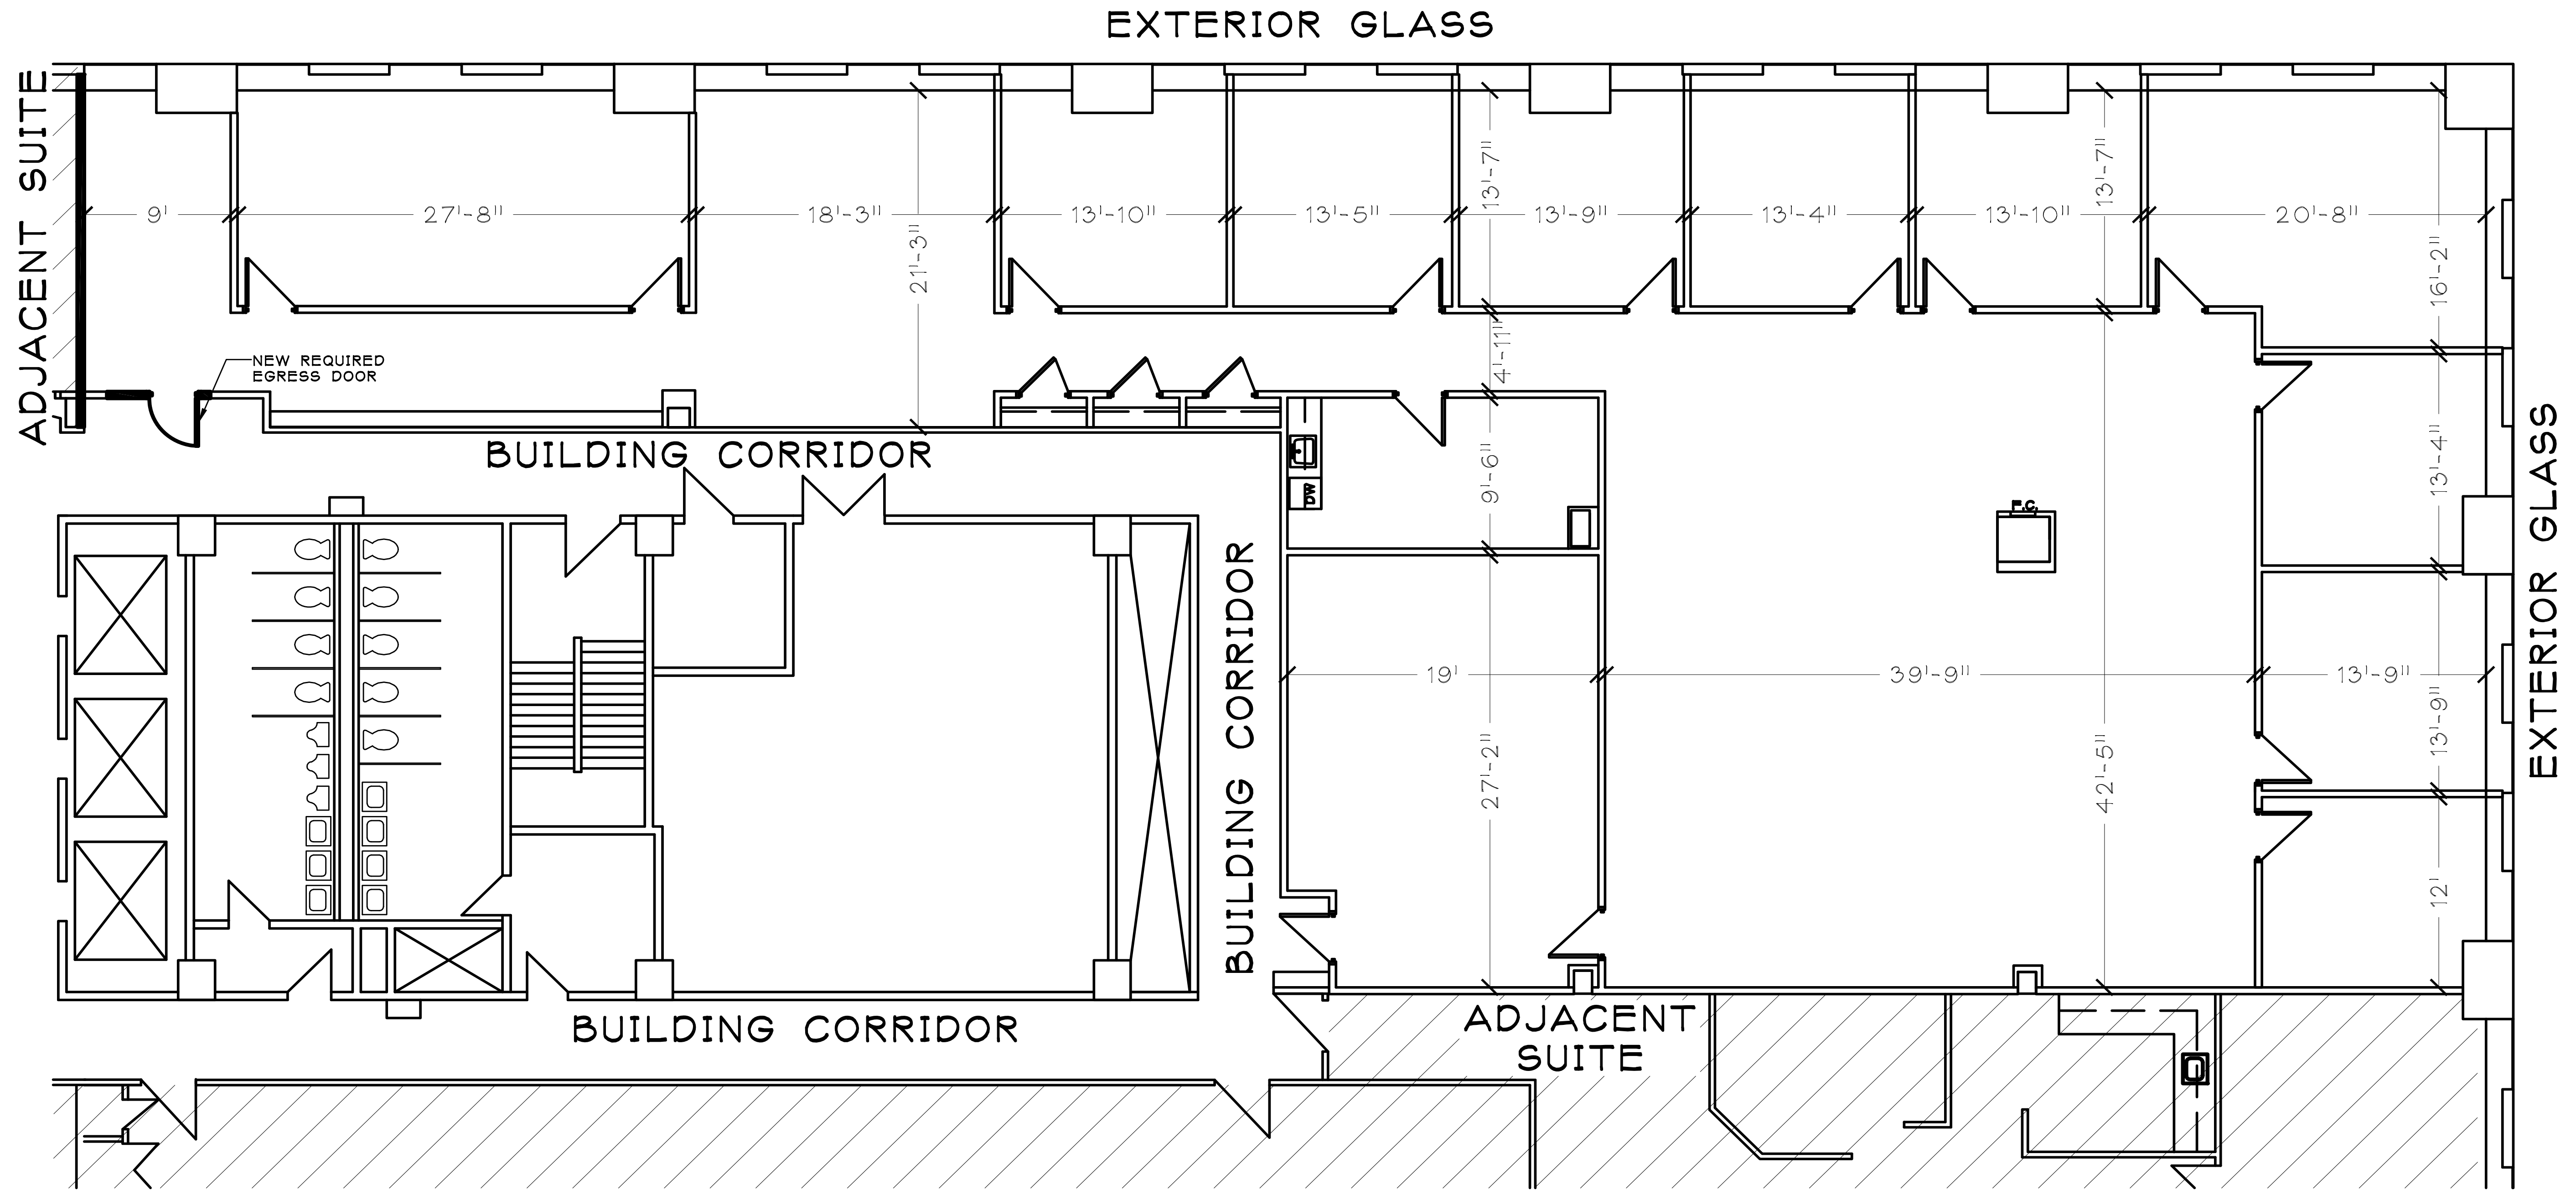 EXTERIOR GLASS
ADJACENT SUITE
9'
27'-8"
18'-3"
13'-10"
13'-5"
13'-9"
13'-4"
13'-10"
20'-8"
13'-7"
13'-7"
21'-3"
16'-2"
4'-11"
NEW REQUIRED
EGRESS DOOR
BUILDING CORRIDOR
DW
9'-6"
F.C.
13'-4"
EXTERIOR GLASS
BUILDING CORRIDOR
19'
39'-9"
13'-9"
27'-2"
42'-5"
13'-9"
12'
BUILDING CORRIDOR
ADJACENT
SUITE